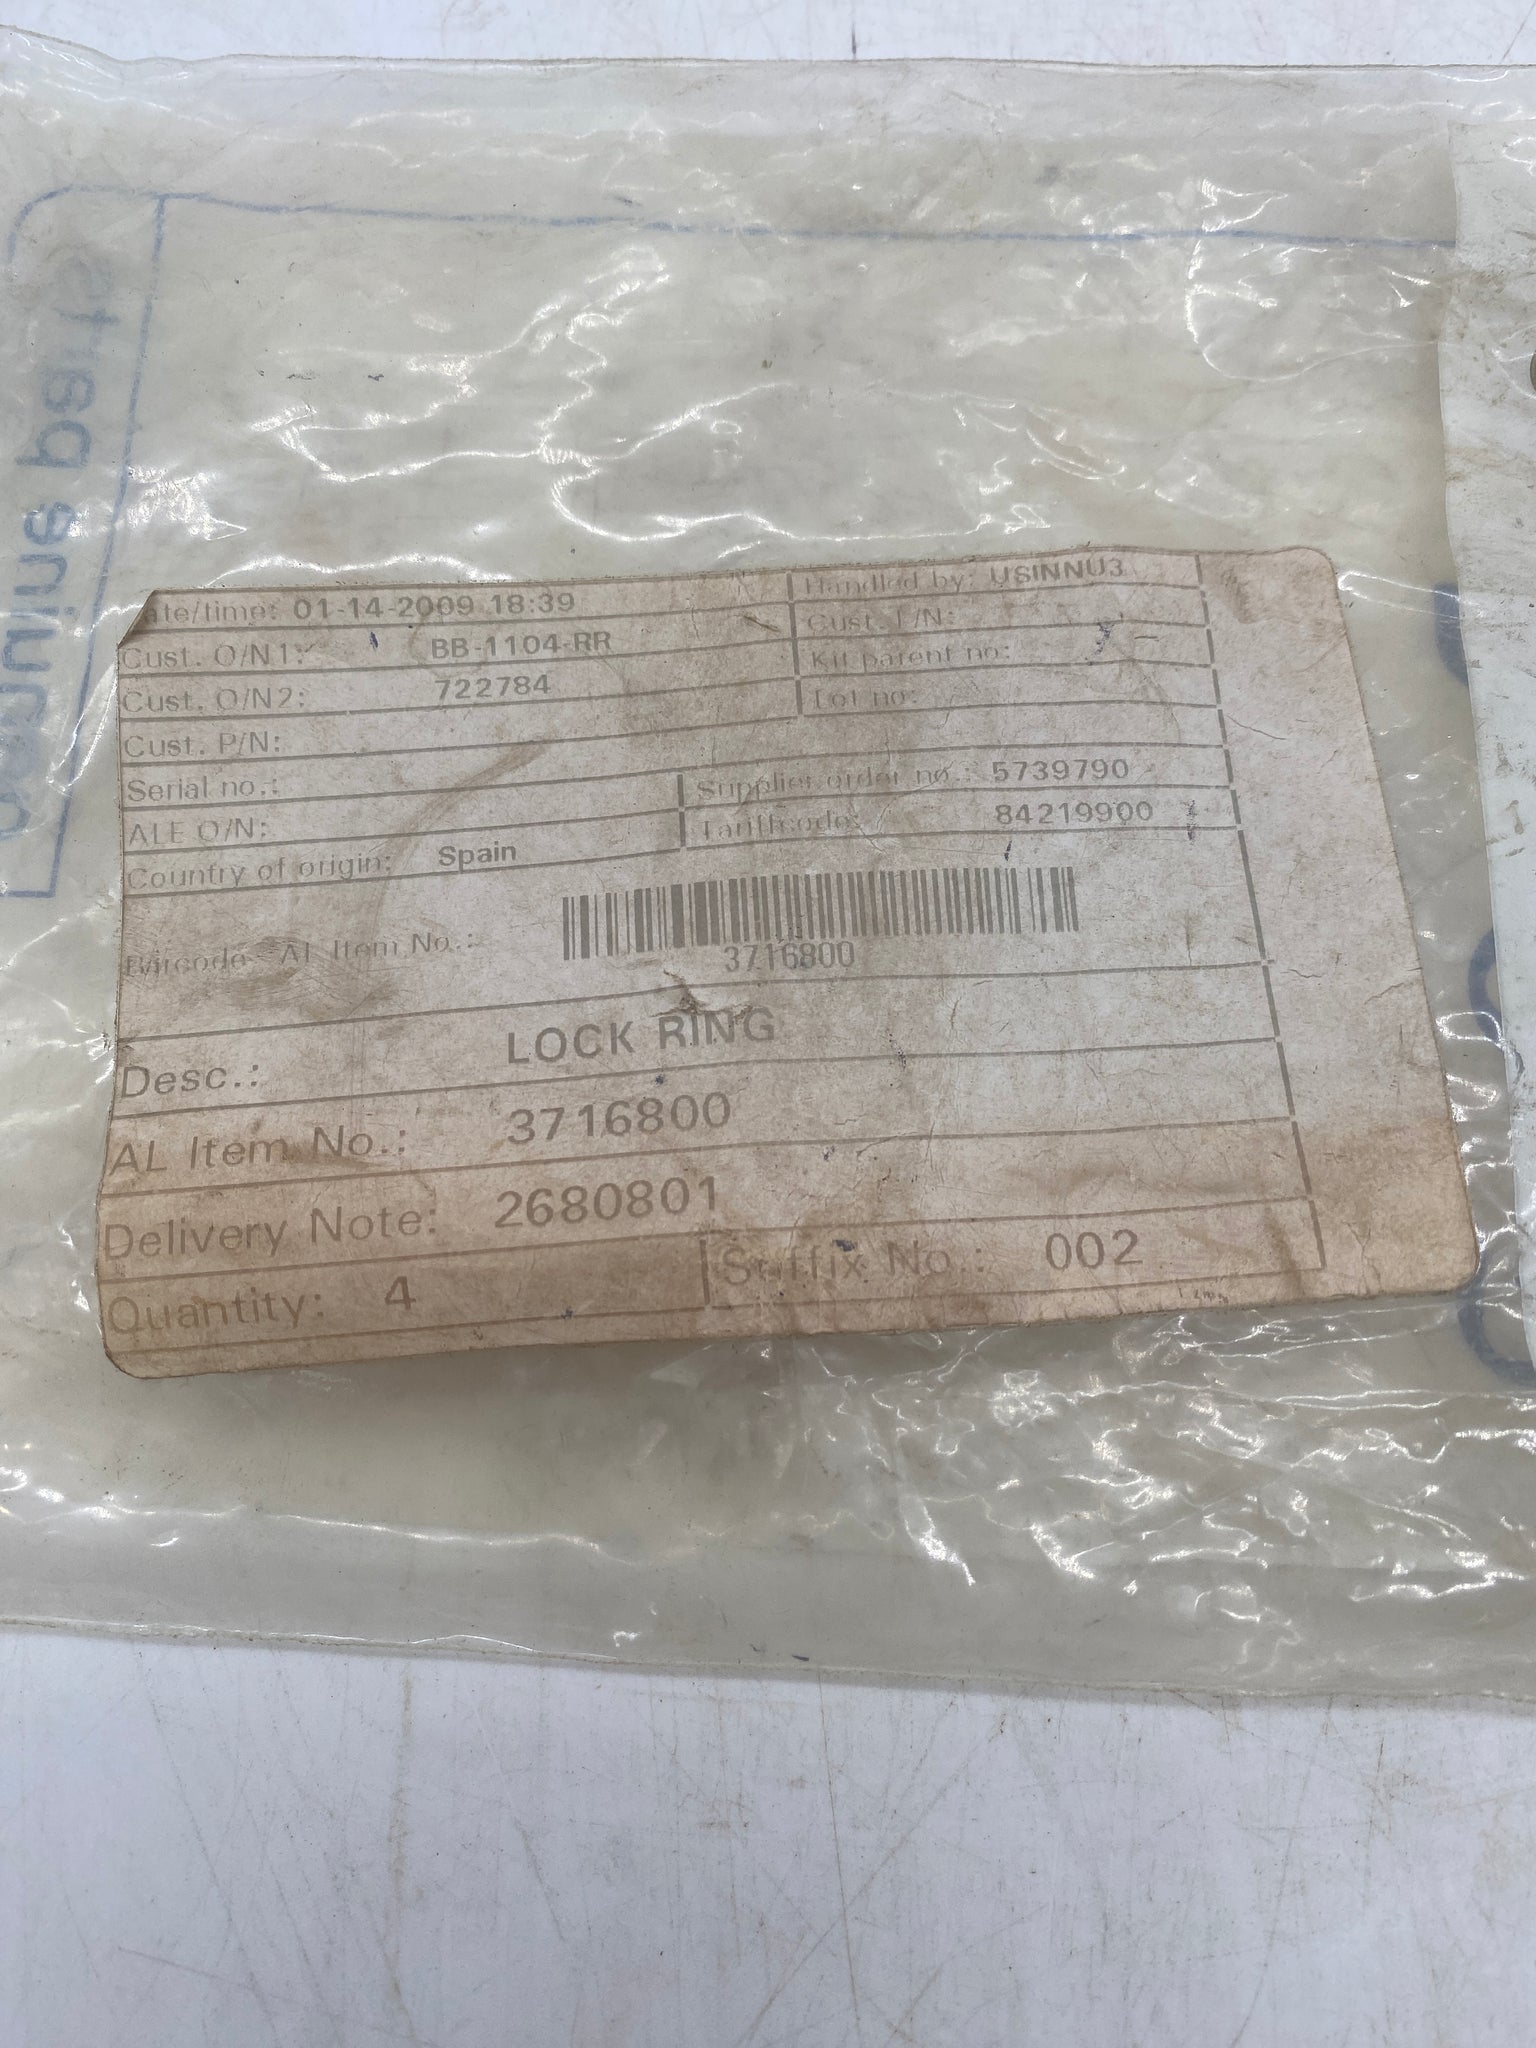 ate/time: 01-14-2009 18:39
Handled by: USINNU3
Cust. O/N1: BB-1104-RR
Cust. L/N:
Cust. O/N2: 722784
Kit parent no:
Cust. P/N:
Lot no:
Serial no.:
Supplier order no.: 5739790
ALE O/N:
Tariffcode: 84219900
Country of origin: Spain
Barcode AL Item No.:
3716800
Desc.: LOCK RING
AL Item No.: 3716800
Delivery Note: 2680801
Quantity: 4
Suffix No.: 002